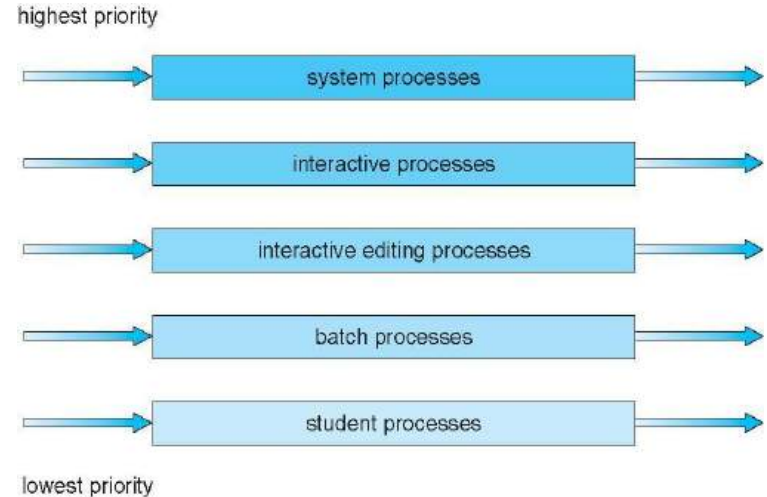 highest priority
system processes
interactive processes
interactive editing processes
batch processes
student processes
lowest priority